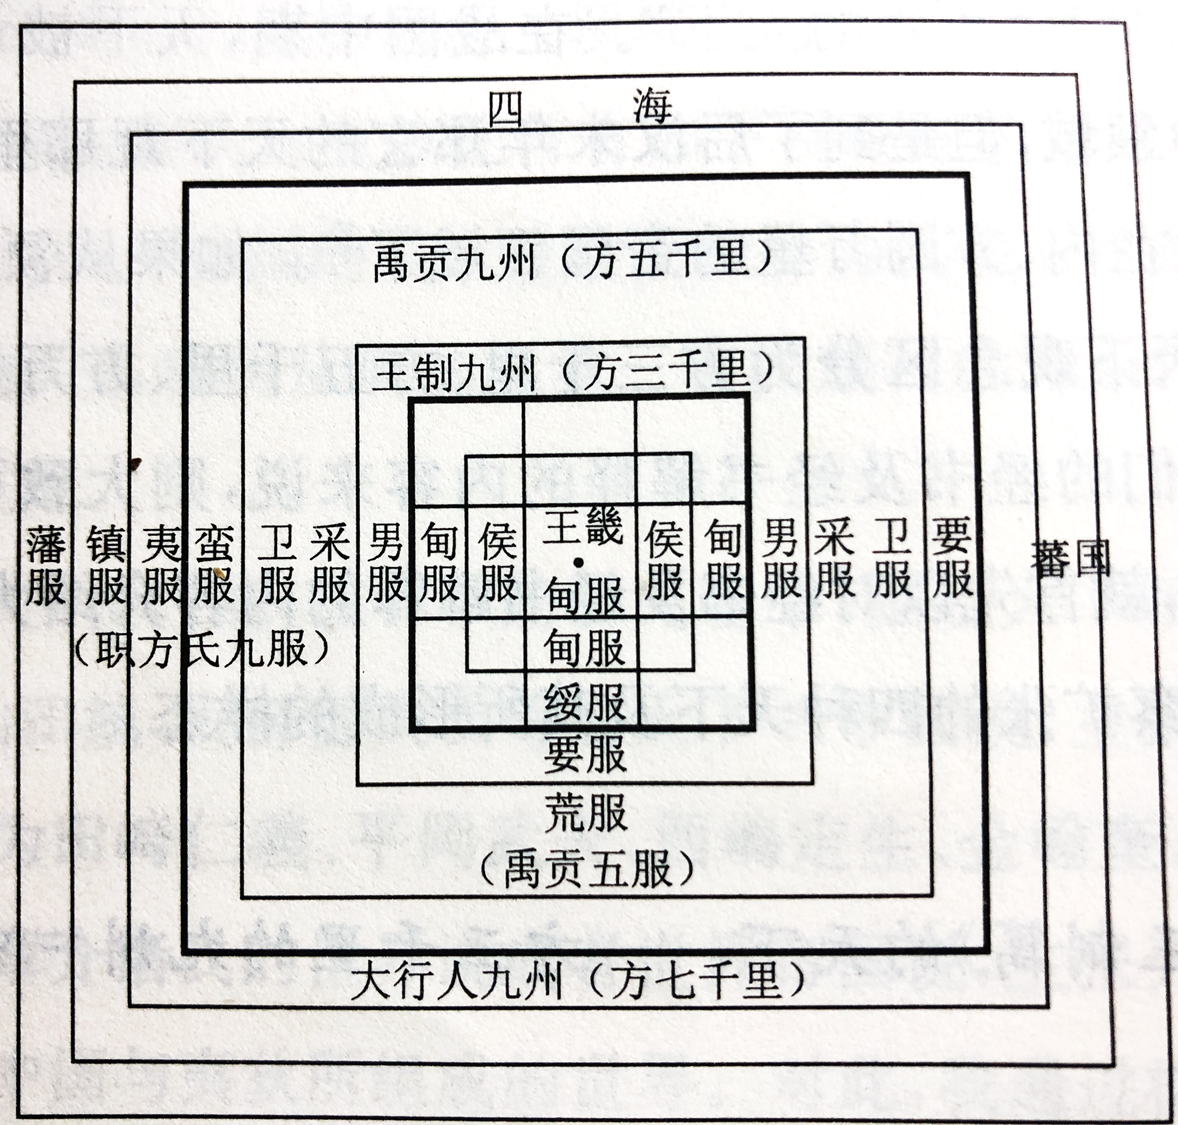 四 海
禹贡九州（方五千里）
王制九州（方三千里）
藩服
镇服
夷服
蛮服
卫服
采服
男服
甸服
侯服
王畿
甸服
侯服
甸服
男服
采服
卫服
要服
蕃国
（职方氏九服）
甸服
绥服
要服
荒服
（禹贡五服）
大行人九州（方七千里）